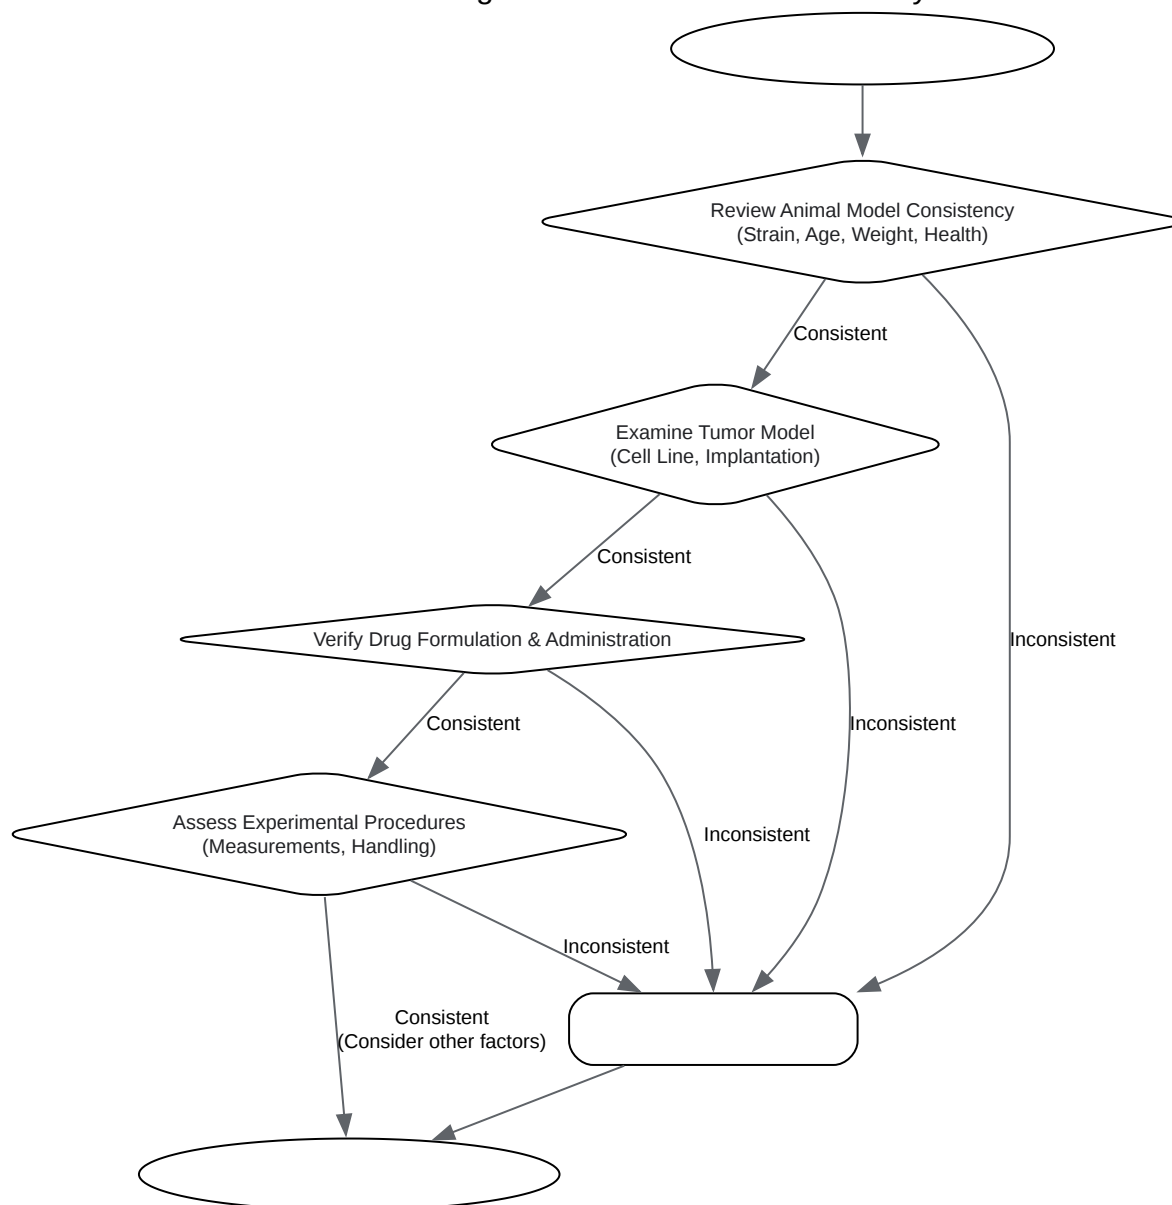 Review Animal Model Consistency
(Strain, Age, Weight, Health)
Consistent
Examine Tumor Model
(Cell Line, Implantation)
Consistent
Verify Drug Formulation & Administration
Inconsistent
Consistent
Inconsistent
Assess Experimental Procedures
(Measurements, Handling)
Inconsistent
Inconsistent
Consistent
(Consider other factors)